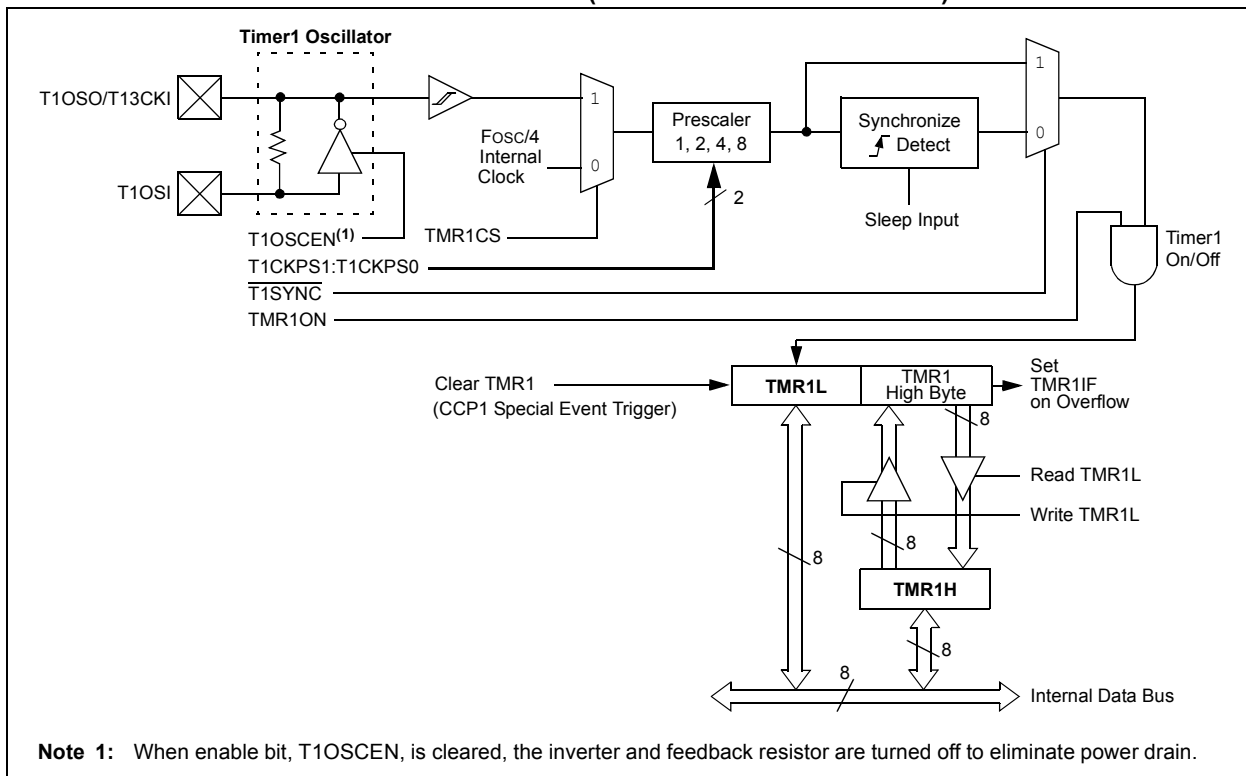 Timer1 Oscillator
1
T1OSO/T13CKI
1
Prescaler
1, 2, 4, 8
Synchronize
Detect
0
FOSC/4
Internal
Clock
0
T1OSI
2
Sleep Input
T1OSCEN(1)
TMR1CS
Timer1
On/Off
T1CKPS1:T1CKPS0
T1SYNC
TMR1ON
Clear TMR1
(CCP1 Special Event Trigger)
TMR1L
TMR1
High Byte
Set
TMR1IF
on Overflow
8
Read TMR1L
Write TMR1L
8
8
TMR1H
8
8
Internal Data Bus
Note 1: When enable bit, T1OSCEN, is cleared, the inverter and feedback resistor are turned off to eliminate power drain.